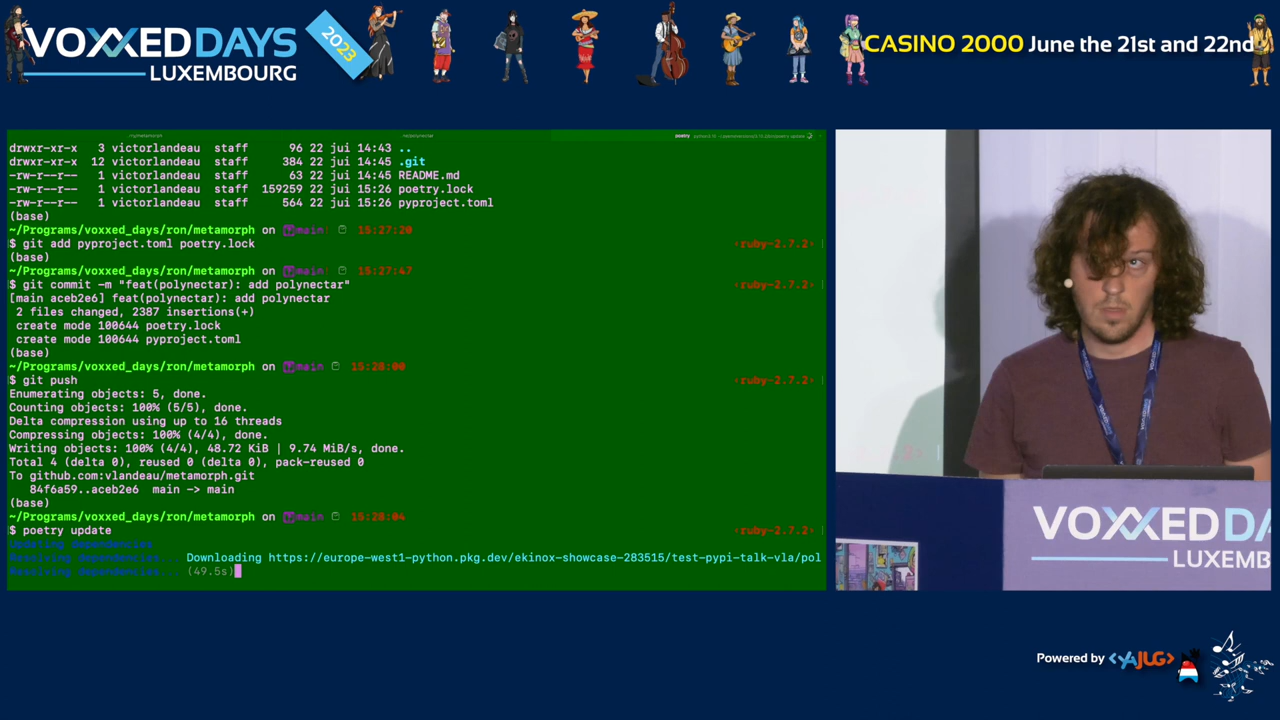 VOXXED DAYS
LUXEMBOURG
2023
CASINO 2000 June the 21st and 22nd
~/my/metamorph
poetry
drwxr-xr-x 3 victorlandeau staff 96 22 jui 14:43 ..
drwxr-xr-x 12 victorlandeau staff 384 22 jui 14:45 .git
-rw-r--r-- 1 victorlandeau staff 63 22 jui 14:45 README.md
-rw-r--r-- 1 victorlandeau staff 159259 22 jui 15:26 poetry.lock
-rw-r--r-- 1 victorlandeau staff 564 22 jui 15:26 pyproject.toml
(base)
~/Programs/voxxed_days/ron/metamorph on main! 15:27:20
$ git add pyproject.toml poetry.lock ‹ruby-2.7.2›
(base)
~/Programs/voxxed_days/ron/metamorph on main! 15:27:47
$ git commit -m "feat(polynectar): add polynectar" ‹ruby-2.7.2›
[main aceb2e6] feat(polynectar): add polynectar
2 files changed, 2387 insertions(+)
create mode 100644 poetry.lock
create mode 100644 pyproject.toml
(base)
~/Programs/voxxed_days/ron/metamorph on main 15:28:00
$ git push ‹ruby-2.7.2›
Enumerating objects: 5, done.
Counting objects: 100% (5/5), done.
Delta compression using up to 16 threads
Compressing objects: 100% (4/4), done.
Writing objects: 100% (4/4), 48.72 KiB | 9.74 MiB/s, done.
Total 4 (delta 0), reused 0 (delta 0), pack-reused 0
To github.com:vlandeau/metamorph.git
84f6a59..aceb2e6 main -> main
(base)
~/Programs/voxxed_days/ron/metamorph on main 15:28:04
$ poetry update ‹ruby-2.7.2›
Updating dependencies
Resolving dependencies... Downloading https://europe-west1-python.pkg.dev/ekinox-showcase-283515/test-pypi-talk-vla/pol
Resolving dependencies... (49.5s)
VOXXED DA
LUXEMB
Powered by <YAJUG>